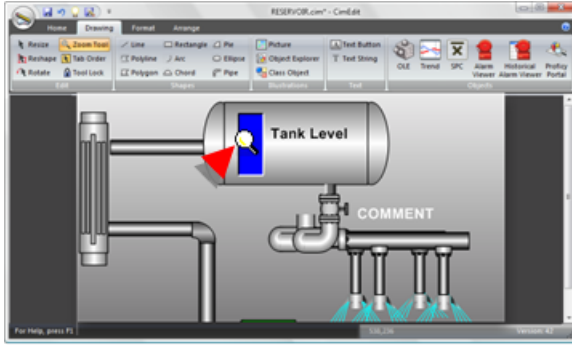 RESERVOIR.cim* - CimEdit
Home Drawing Format Arrange
Resize Zoom Tool Line Rectangle Pie Picture Text Button
Reshape Tab Order Polyline Arc Ellipse Object Explorer Text String
Rotate Tool Lock Polygon Chord Pipe Class Object
OLE Trend SPC Alarm Viewer Historical Alarm Viewer Proficy Portal
Edit Shapes Illustrations Text Objects
Tank Level
COMMENT
For Help, press F1 538,236 Version: 42